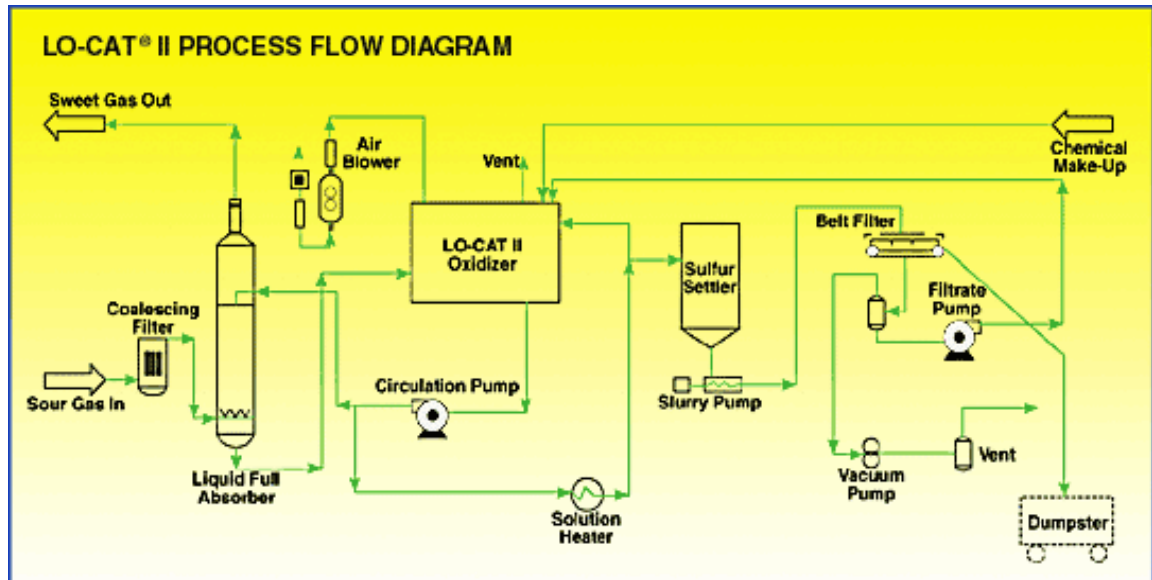 LO-CAT® II PROCESS FLOW DIAGRAM
Sweet Gas Out
Air
Blower
Vent
Chemical
Make-Up
LO-CAT II
Oxidizer
Belt Filter
Sulfur
Settler
Filtrate
Pump
Coalescing
Filter
Circulation Pump
Sour Gas In
Slurry Pump
Liquid Full
Absorber
Vacuum
Pump
Vent
Solution
Heater
Dumpster